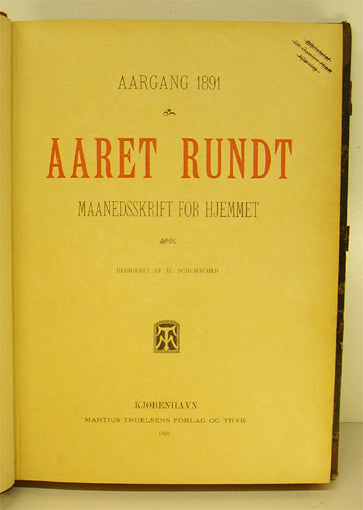 AARGANG 1891
AARET RUNDT
MAANEDSSKRIFT FOR HJEMMET
REDIGERET AF AL. SCHUMACHER
KJØBENHAVN
MARTIUS TRUELSENS FORLAG OG TRYK
1891